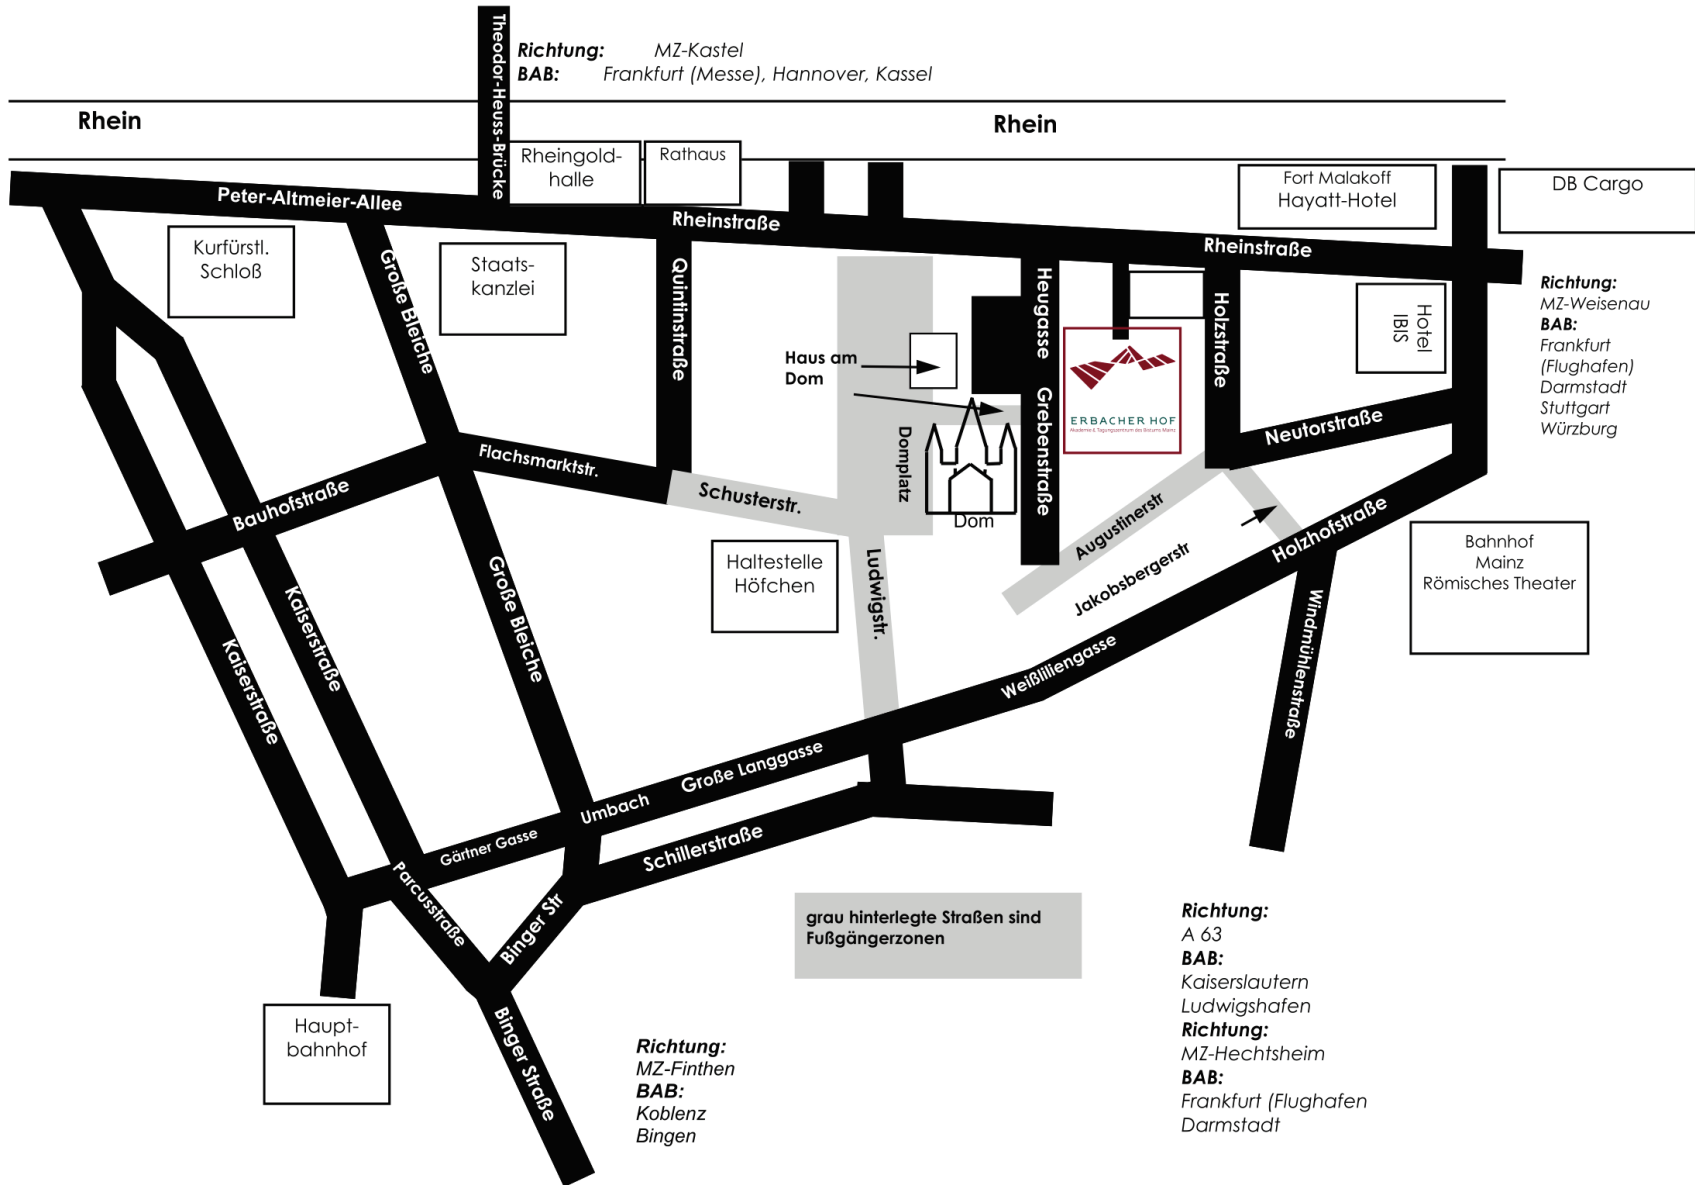 Theodor-Heuss-Brücke
Richtung: MZ-Kastel
BAB: Frankfurt (Messe), Hannover, Kassel
Rhein
Rhein
Rheingold-
halle
Rathaus
Fort Malakoff
Hayatt-Hotel
DB Cargo
Peter-Altmeier-Allee
Rheinstraße
Rheinstraße
Kurfürstl.
Schloß
Große Bleiche
Staats-
kanzlei
Quintinstraße
Haus am
Dom
Heugasse
Grebenstraße
ERBACHER HOF
Akademie & Tagungszentrum des Bistums Mainz
Holzstraße
Hotel
IBIS
Richtung:
MZ-Weisenau
BAB:
Frankfurt
(Flughafen)
Darmstadt
Stuttgart
Würzburg
Neutorstraße
Flachsmarktstr.
Schusterstr.
Domplatz
Dom
Bauhofstraße
Augustinerstr
Jakobsbergerstr
Holzhofstraße
Bahnhof
Mainz
Römisches Theater
Haltestelle
Höfchen
Ludwigstr.
Große Bleiche
Kaiserstraße
Kaiserstraße
Windmühlenstraße
Weißliliengasse
Große Langgasse
Umbach
Gärtner Gasse
Schillerstraße
Parcusstraße
Binger Str
grau hinterlegte Straßen sind
Fußgängerzonen
Haupt-
bahnhof
Binger Straße
Richtung:
MZ-Finthen
BAB:
Koblenz
Bingen
Richtung:
A 63
BAB:
Kaiserslautern
Ludwigshafen
Richtung:
MZ-Hechtsheim
BAB:
Frankfurt (Flughafen
Darmstadt